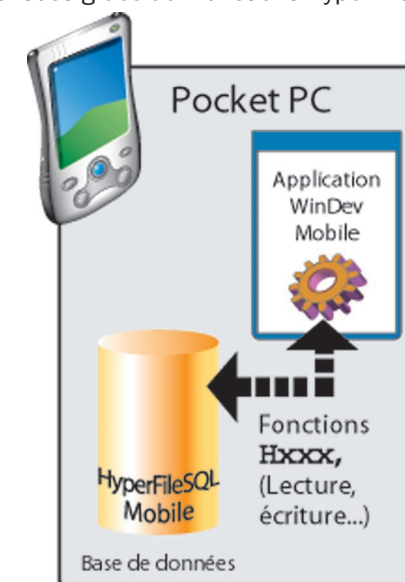 Pocket PC
Application
WinDev
Mobile
Fonctions
Hxxx,
(Lecture,
écriture...)
HyperFileSQL
Mobile
Base de données